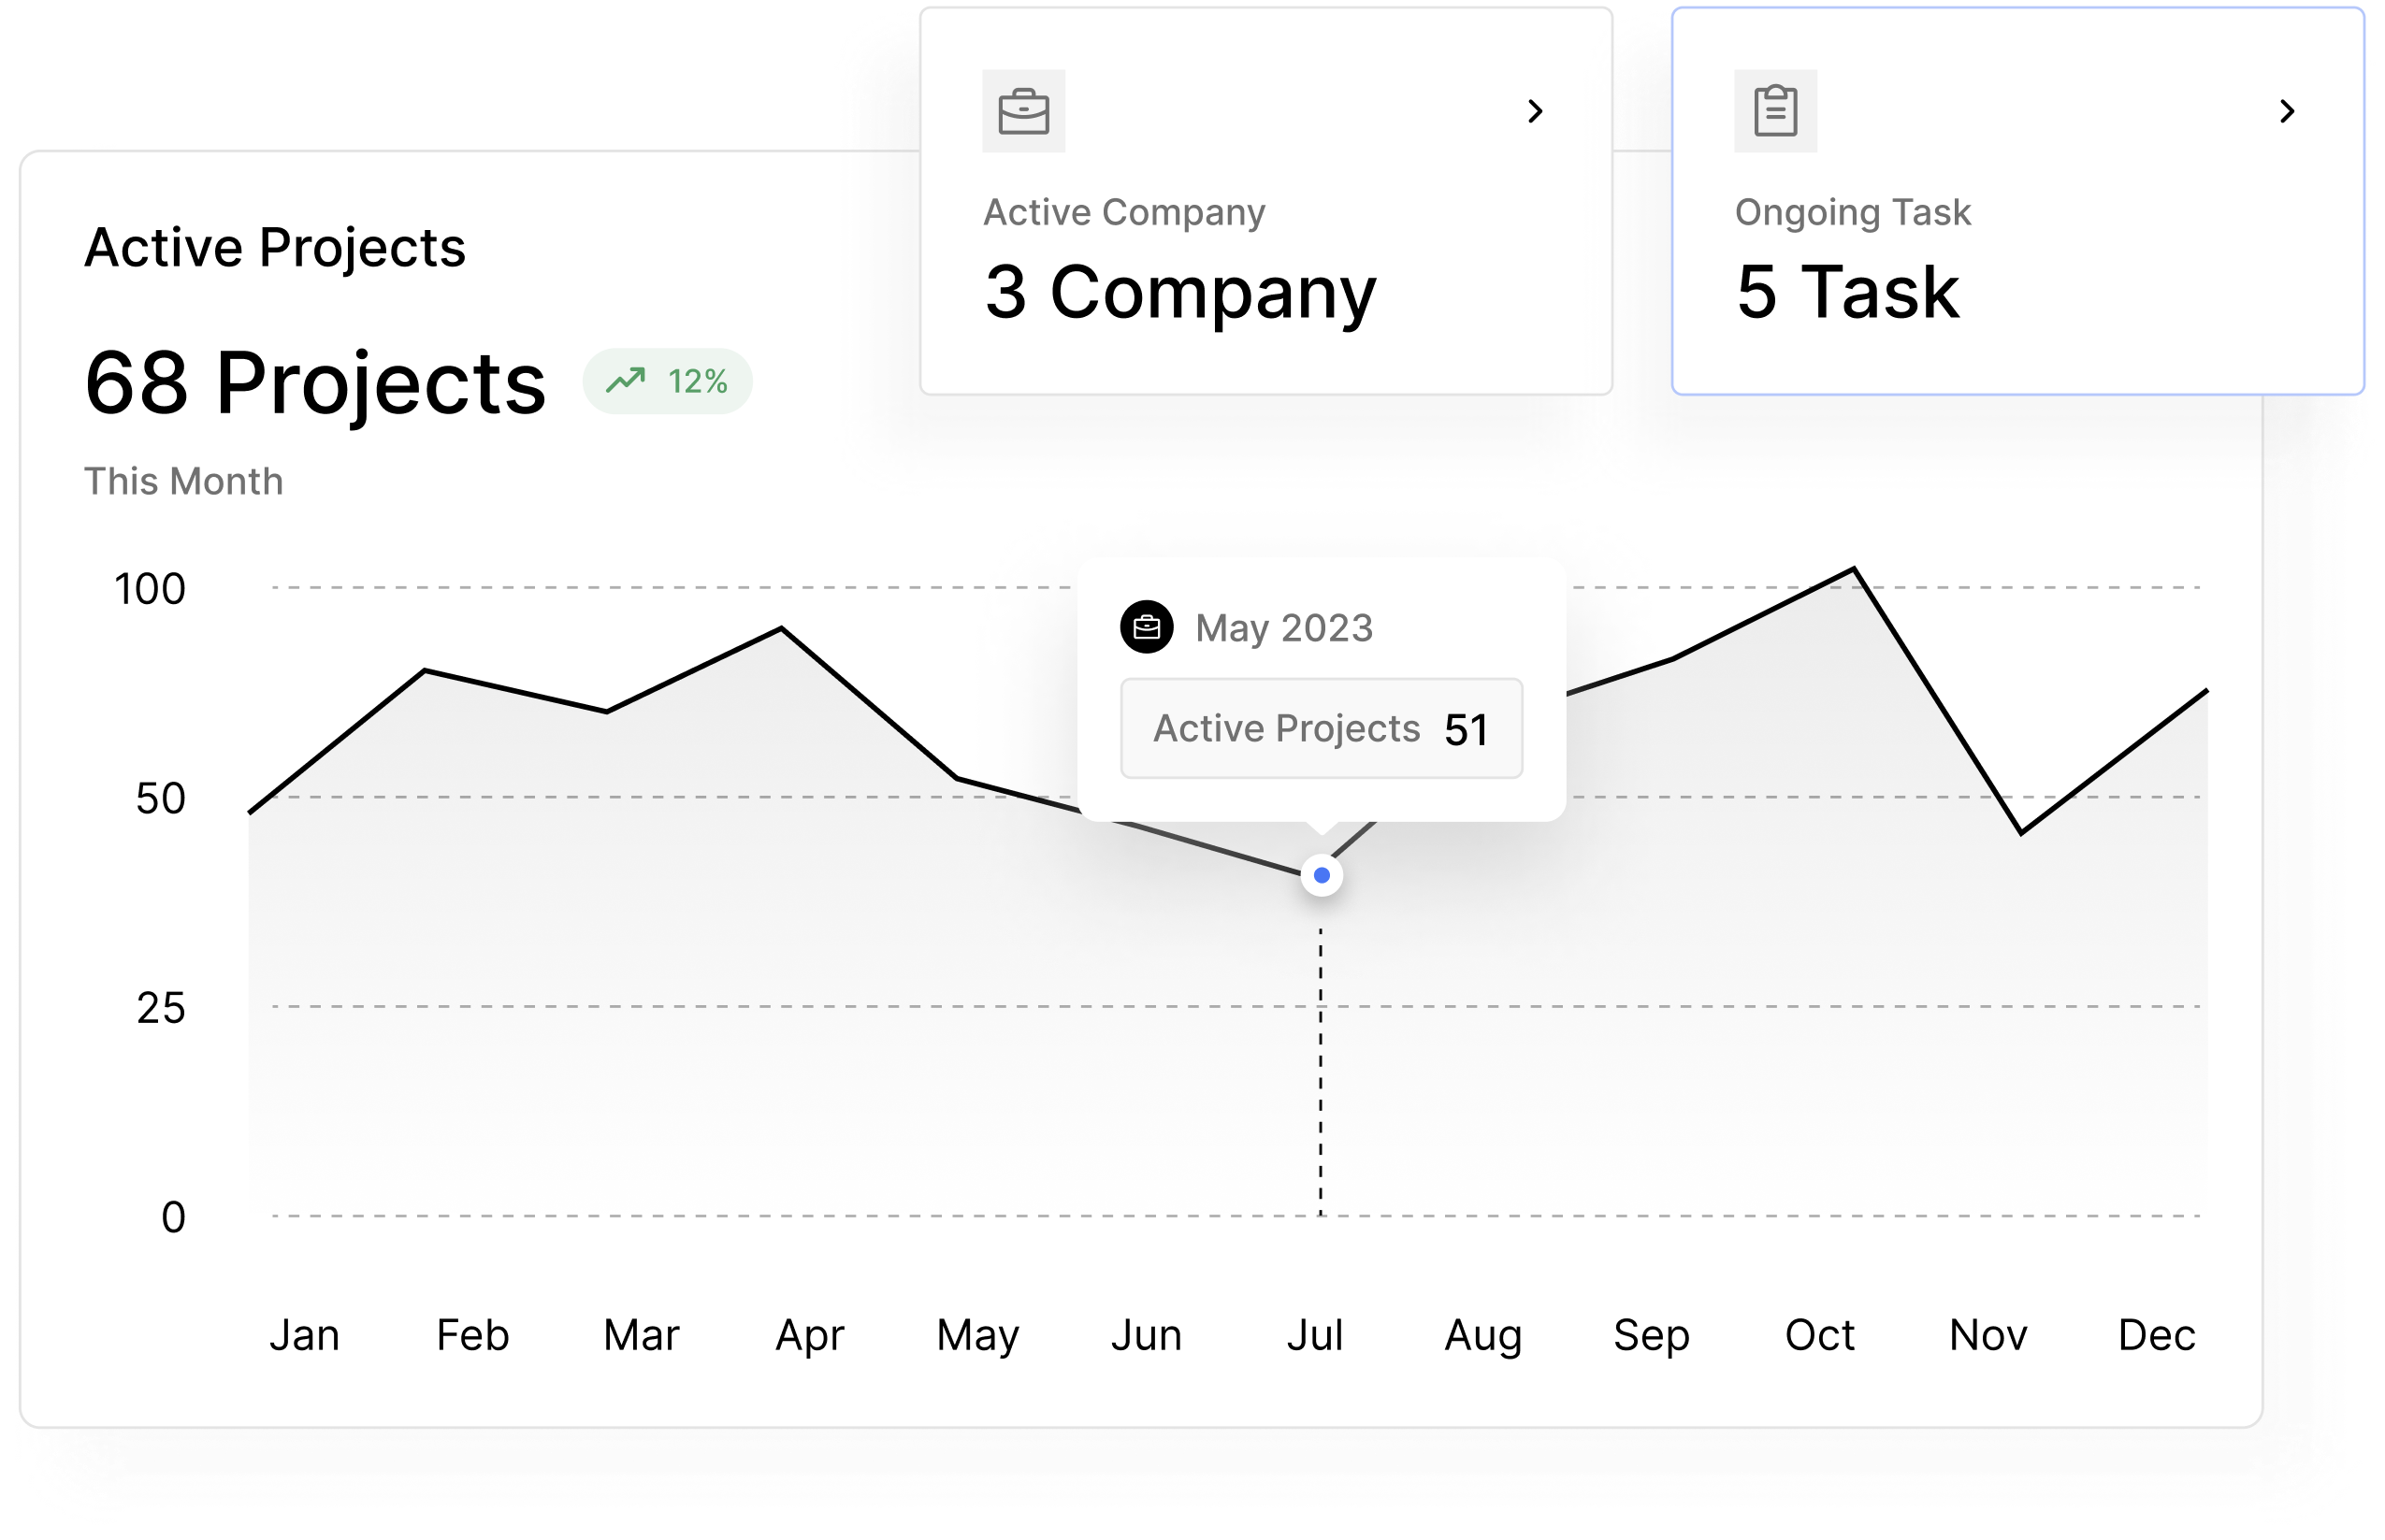 Active Company
3 Company
Ongoing Task
5 Task
Active Projects
68 Projects
12%
This Month
100
50
25
0
May 2023
Active Projects 51
Jan Feb Mar Apr May Jun Jul Aug Sep Oct Nov Dec